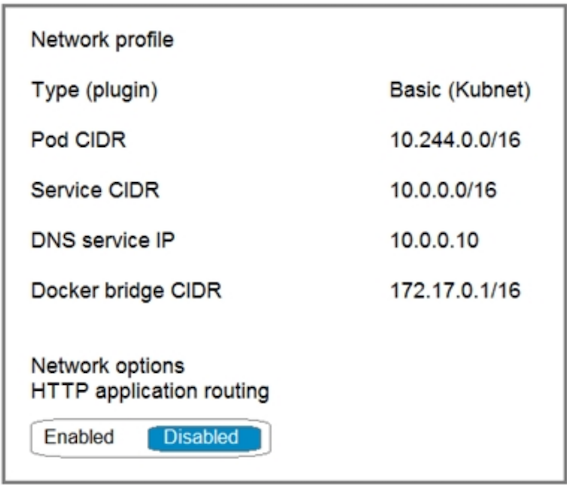 Network profile
Type (plugin) Basic (Kubnet)
Pod CIDR 10.244.0.0/16
Service CIDR 10.0.0.0/16
DNS service IP 10.0.0.10
Docker bridge CIDR 172.17.0.1/16
Network options
HTTP application routing
Enabled Disabled